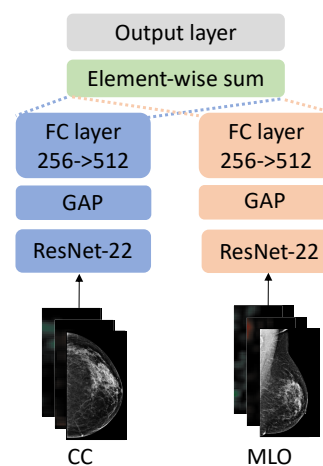 Output layer
Element-wise sum
FC layer
256->512
FC layer
256->512
GAP
GAP
ResNet-22
ResNet-22
CC
MLO